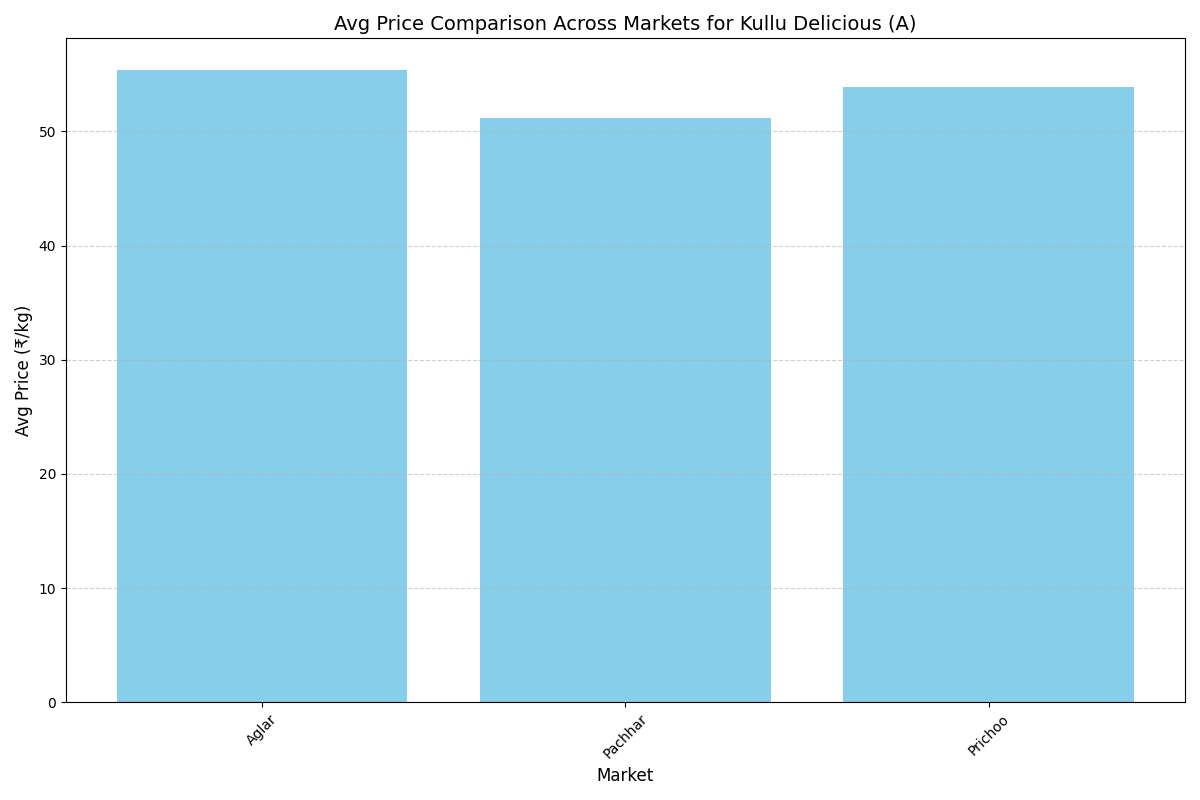 Avg Price Comparison Across Markets for Kullu Delicious (A)
Avg Price (₹/kg)
50
40
30
20
10
0
Aglar
Pachhar
Prichoo
Market